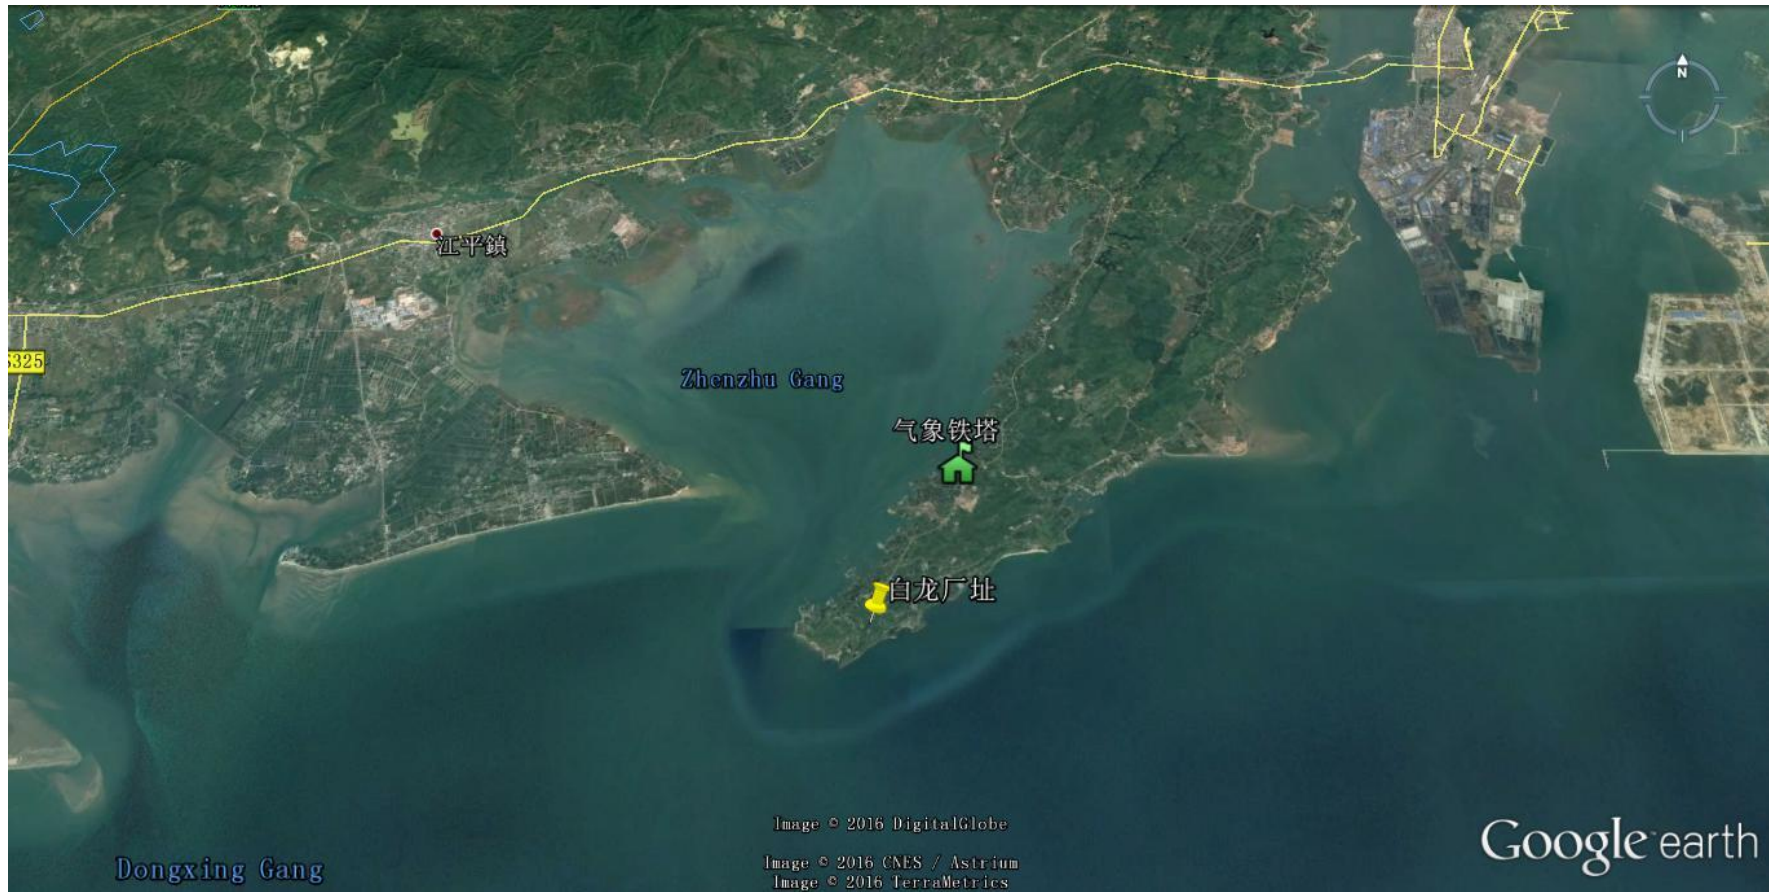 N
江平鎮
S325
Zhenzhu Gang
气象铁塔
白龙厂址
Image © 2016 DigitalGlobe
Image © 2016 CNES / Astrium
Image © 2016 TerraMetrics
Dongxing Gang
Google earth